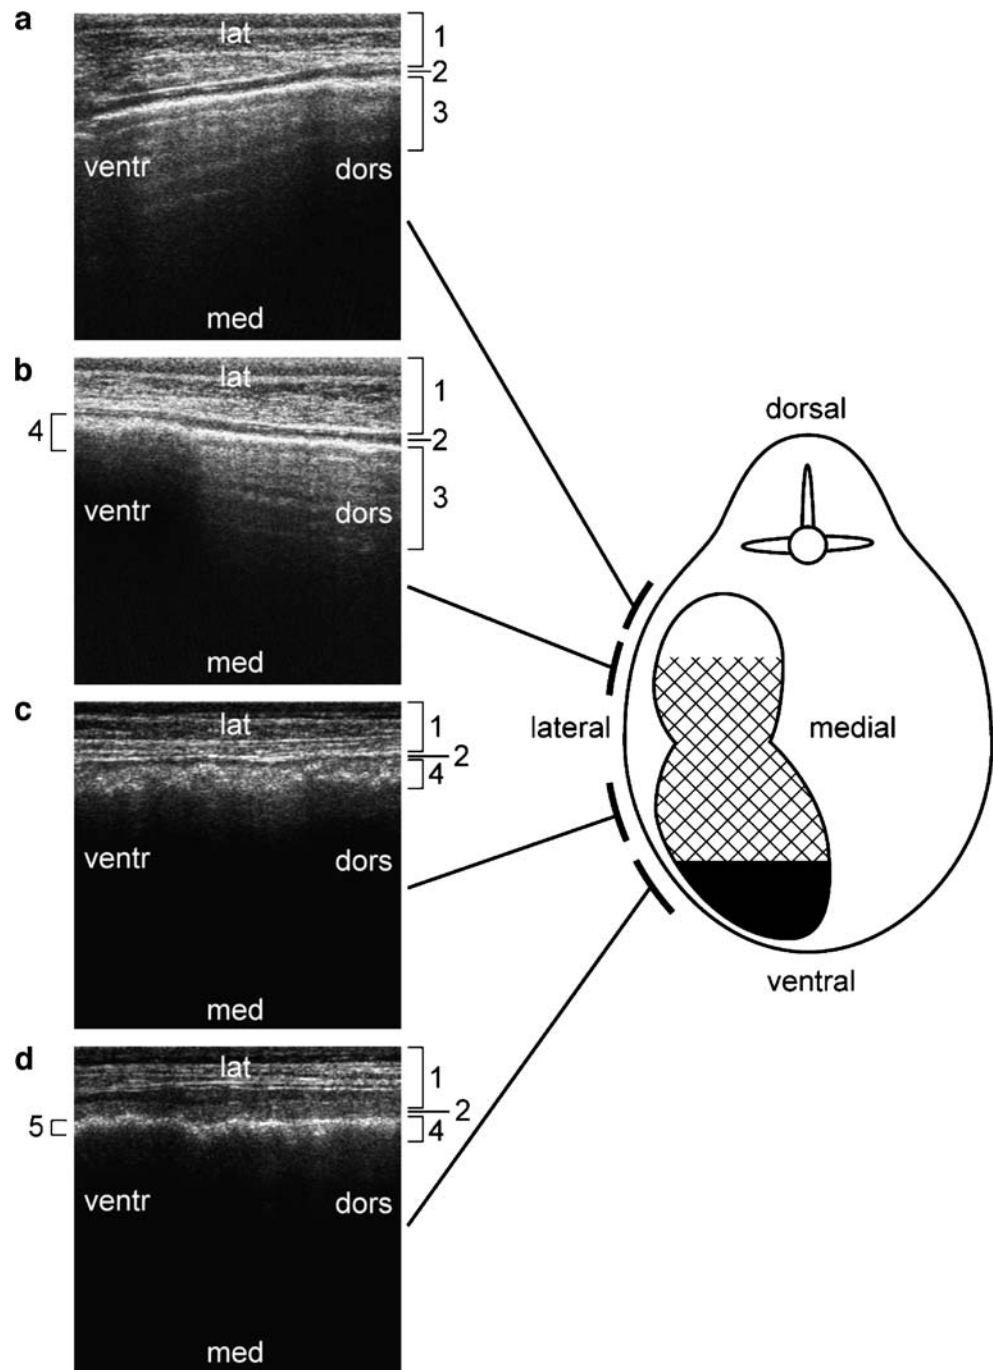 a
lat
1
2
3
ventr
dors
med
b
lat
1
4
2
3
ventr
dors
med
c
lat
1
2
4
ventr
dors
med
d
lat
1
2
5
4
ventr
dors
med
dorsal
lateral
medial
ventral